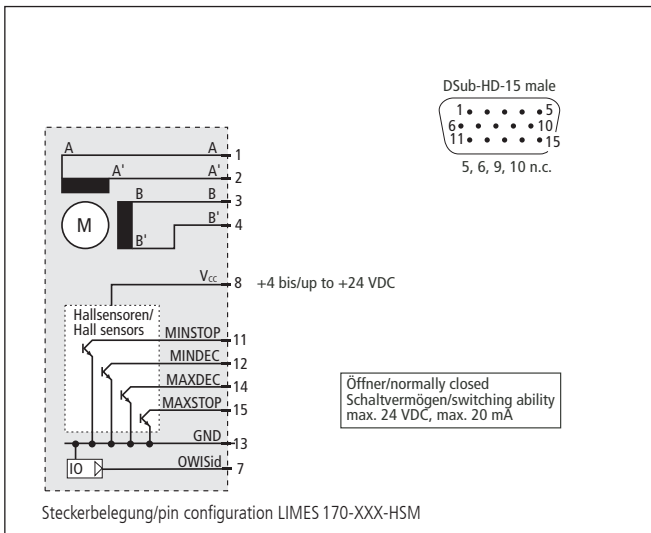 DSub-HD-15 male
1 5
6 10
11 15
5, 6, 9, 10 n.c.
A A 1
A' A' 2
B B 3
M
B' B' 4
Vcc 8 +4 bis/up to +24 VDC
Hallsensoren/
Hall sensors
MINSTOP 11
MINDEC 12
MAXDEC 14
MAXSTOP 15
GND 13
IO OWISid 7
Öffner/normally closed
Schaltvermögen/switching ability
max. 24 VDC, max. 20 mA
Steckerbelegung/pin configuration LIMES 170-XXX-HSM